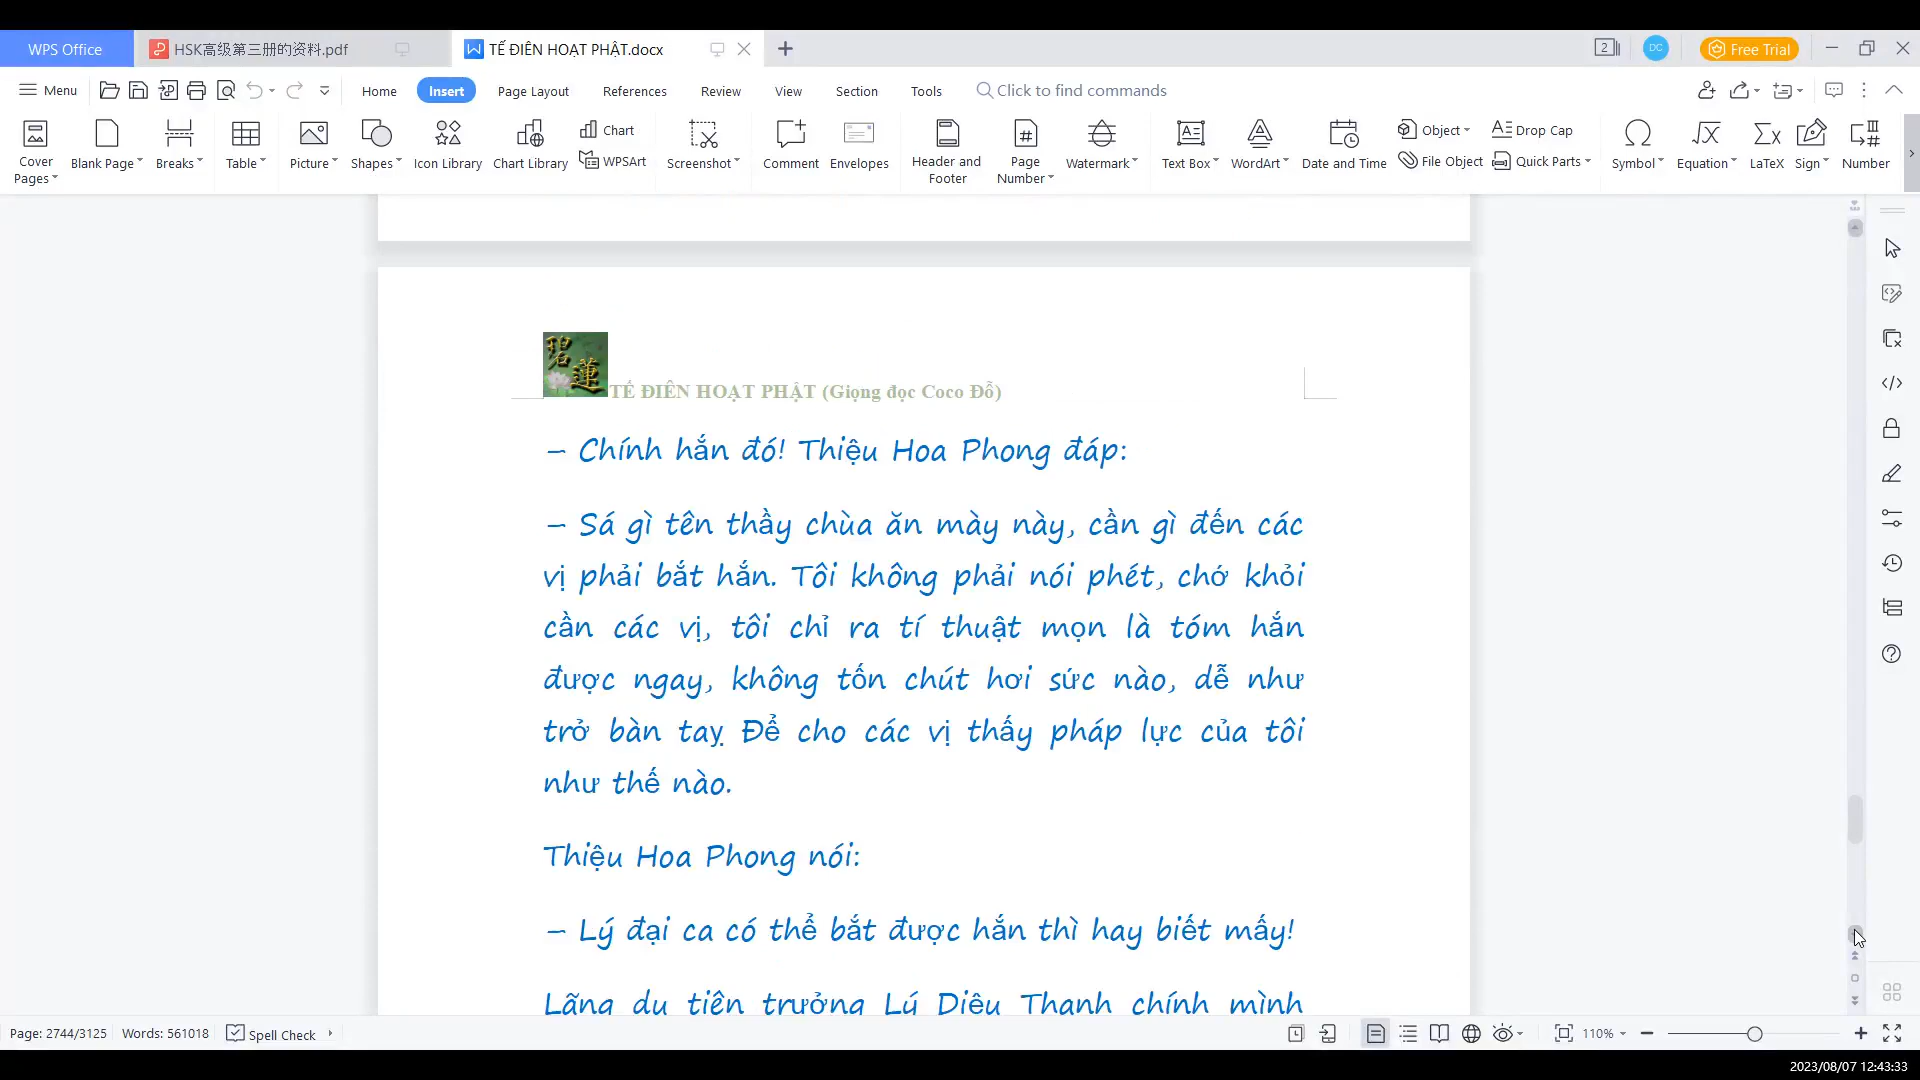 WPS Office
HSK高级第三册的资料.pdf
TẾ ĐIÊN HOẠT PHẬT.docx
2
DC
Free Trial
Menu
Home
Insert
Page Layout
References
Review
View
Section
Tools
Click to find commands
Cover Pages
Blank Page
Breaks
Table
Picture
Shapes
Icon Library
Chart Library
Chart
WPSArt
Screenshot
Comment
Envelopes
Header and Footer
Page Number
Watermark
Text Box
WordArt
Date and Time
Object
File Object
Drop Cap
Quick Parts
Symbol
Equation
LaTeX
Sign
Number
碧蓮
TẾ ĐIÊN HOẠT PHẬT (Giọng đọc Coco Đồ)
– Chính hắn đó! Thiệu Hoa Phong đáp:
– Sá gì tên thầy chùa ăn mày này, cần gì đến các
vị phải bắt hắn. Tôi không phải nói phét, chớ khỏi
cần các vị, tôi chỉ ra tí thuật mọn là tóm hắn
được ngay, không tốn chút hơi sức nào, dễ như
trở bàn tay. Để cho các vị thấy pháp lực của tôi
như thế nào.
Thiệu Hoa Phong nói:
– Lý đại ca có thể bắt được hắn thì hay biết mấy!
Lãng du tiên trưởng Lý Diệu Thanh chính mình
Page: 2744/3125
Words: 561018
Spell Check
110%
2023/08/07 12:43:33